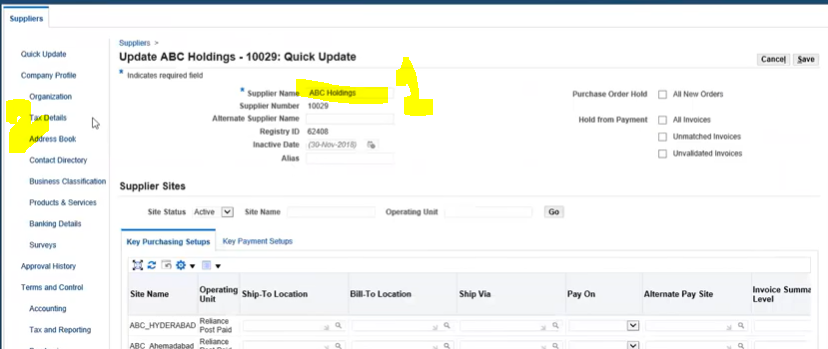 Suppliers
Quick Update
Company Profile
Organization
Tax Details
Address Book
Contact Directory
Business Classification
Products & Services
Banking Details
Surveys
Approval History
Terms and Control
Accounting
Tax and Reporting
Suppliers >
Update ABC Holdings - 10029: Quick Update
Cancel Save
* Indicates required field
* Supplier Name ABC Holdings
Supplier Number 10029
Alternate Supplier Name
Registry ID 62408
Inactive Date (30-Nov-2018)
Alias
Purchase Order Hold All New Orders
Hold from Payment All Invoices
Unmatched Invoices
Unvalidated Invoices
Supplier Sites
Site Status Active Site Name Operating Unit Go
Key Purchasing Setups Key Payment Setups
Site Name Operating Unit Ship-To Location Bill-To Location Ship Via Pay On Alternate Pay Site Invoice Summa
Level
ABC_HYDERABAD Reliance Post Paid
ABC_Ahemadabad Reliance